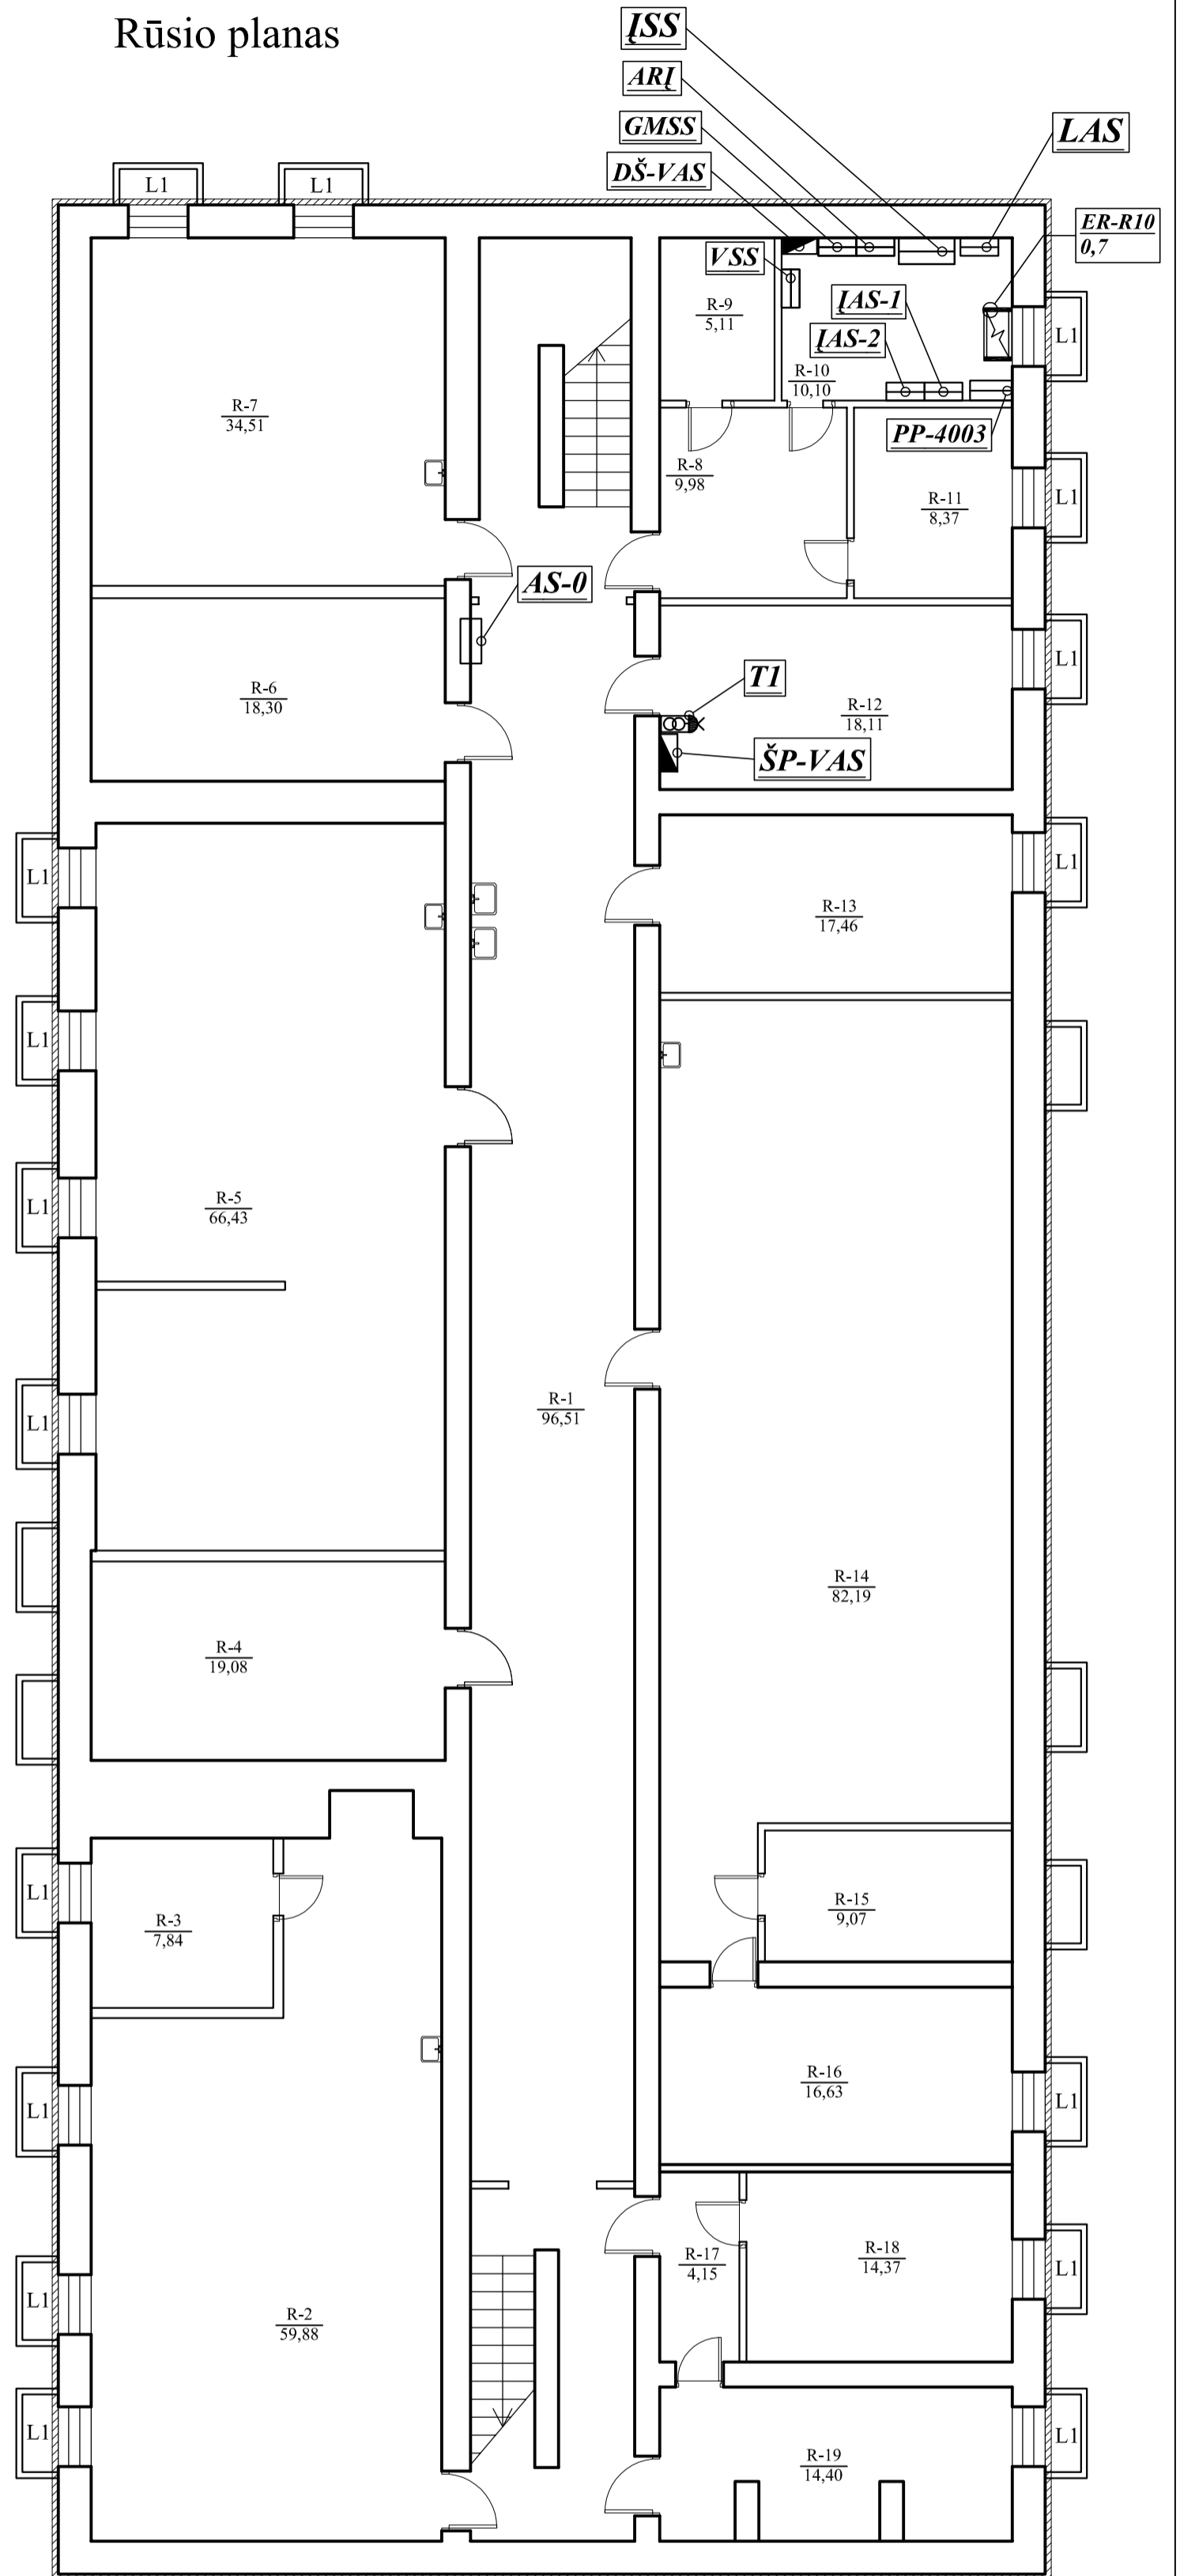 Rūsio planas
ĮSS
ARĮ
GMSS
DŠ-VAS
LAS
L1
L1
ER-R10
0,7
VSS
R-9
5,11
ĮAS-1
L1
ĮAS-2
R-10
10,10
R-7
34,51
PP-4003
R-8
9,98
R-11
8,37
L1
AS-0
L1
R-6
18,30
T1
R-12
18,11
ŠP-VAS
L1
L1
R-13
17,46
L1
R-5
66,43
L1
R-1
96,51
L1
R-14
82,19
R-4
19,08
L1
R-15
9,07
R-3
7,84
R-16
16,63
L1
L1
R-17
4,15
R-18
14,37
L1
L1
R-2
59,88
L1
L1
R-19
14,40